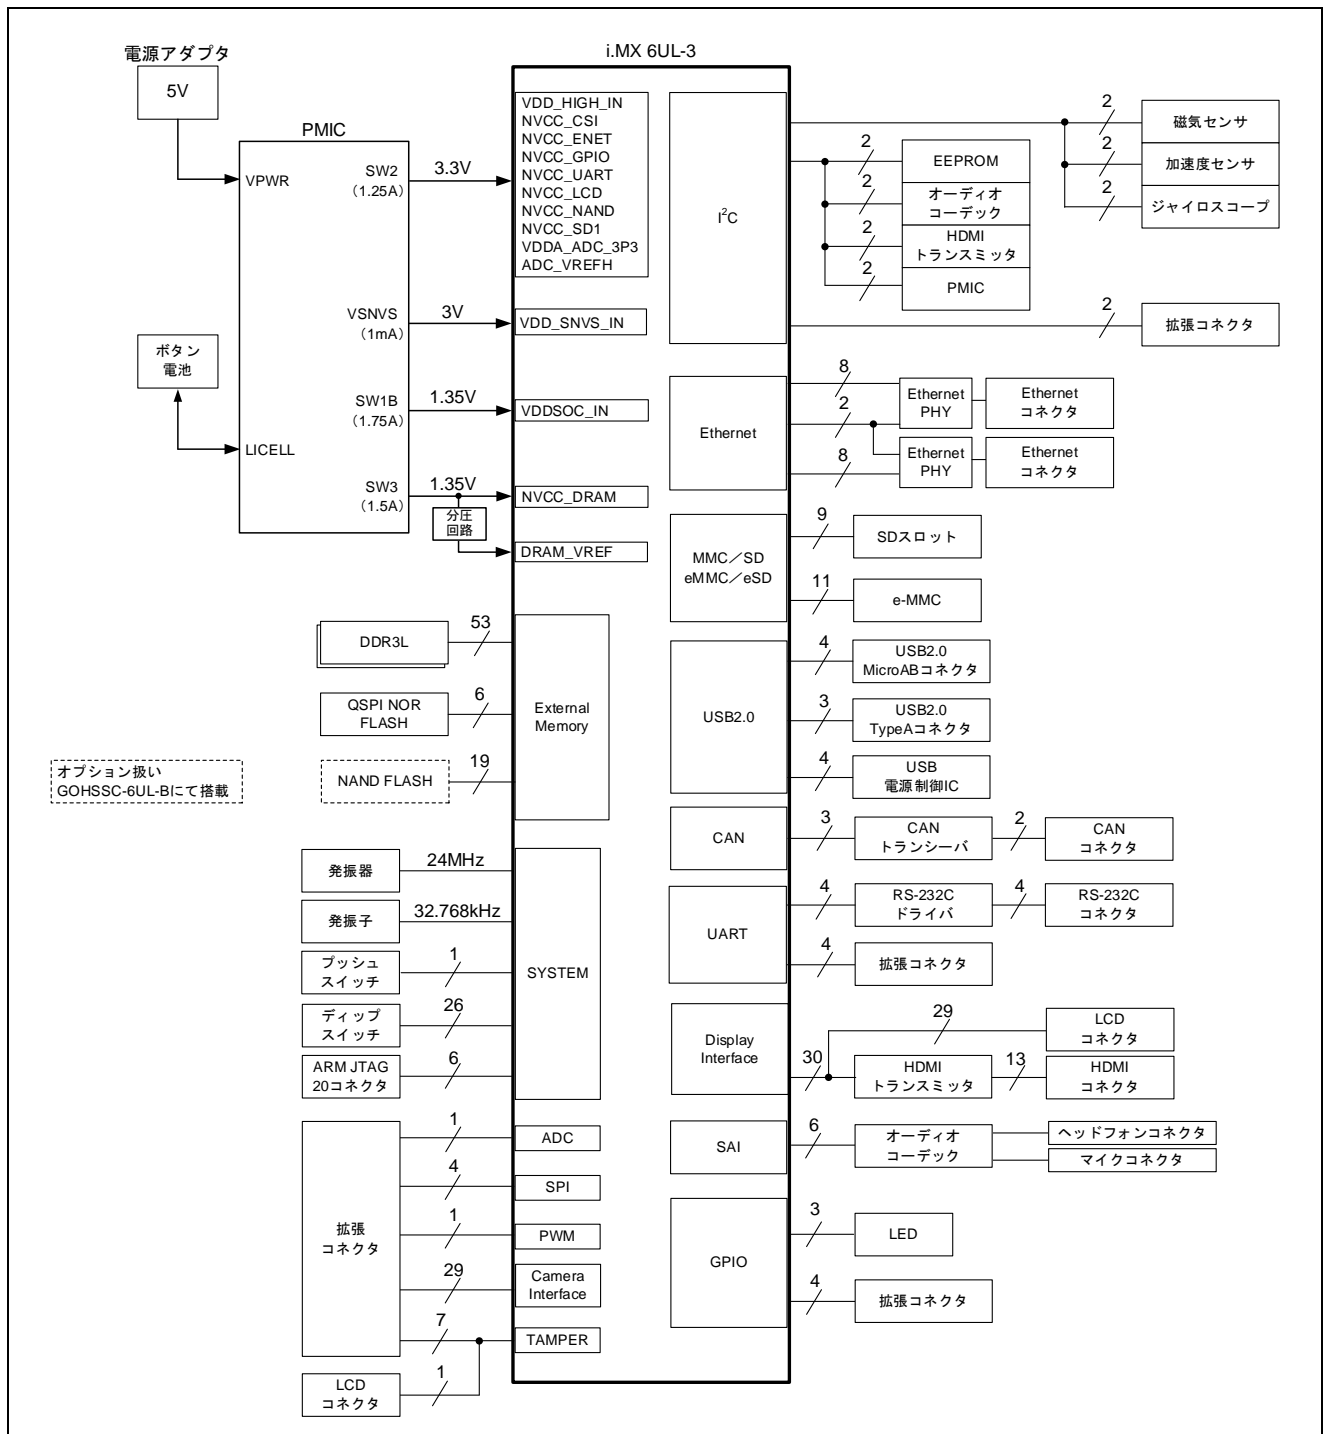 i.MX 6UL-3
電源アダプタ
5V
PMIC
VPWR
SW2
(1.25A)
3.3V
VSNVS
(1mA)
3V
SW1B
(1.75A)
1.35V
LICELL
SW3
(1.5A)
1.35V
ボタン
電池
分圧
回路
VDD_HIGH_IN
NVCC_CSI
NVCC_ENET
NVCC_GPIO
NVCC_UART
NVCC_LCD
NVCC_NAND
NVCC_SD1
VDDA_ADC_3P3
ADC_VREFH
VDD_SNVS_IN
VDDSOC_IN
NVCC_DRAM
DRAM_VREF
DDR3L
53
QSPI NOR
FLASH
6
NAND FLASH
19
External
Memory
オプション扱い
GOHSSC-6UL-Bにて搭載
発振器
24MHz
発振子
32.768kHz
プッシュ
スイッチ
1
ディップ
スイッチ
26
ARM JTAG
20コネクタ
6
SYSTEM
拡張
コネクタ
1
ADC
4
SPI
1
PWM
29
Camera
Interface
7
TAMPER
LCD
コネクタ
1
I2C
2
磁気センサ
2
加速度センサ
2
ジャイロスコープ
2
EEPROM
2
オーディオ
コーデック
2
HDMI
トランスミッタ
2
PMIC
2
拡張コネクタ
Ethernet
8
Ethernet
PHY
Ethernet
コネクタ
2
8
Ethernet
PHY
Ethernet
コネクタ
MMC／SD
eMMC／eSD
9
SDスロット
11
e-MMC
USB2.0
4
USB2.0
MicroABコネクタ
3
USB2.0
TypeAコネクタ
4
USB
電源制御IC
CAN
3
CAN
トランシーバ
2
CAN
コネクタ
UART
4
RS-232C
ドライバ
4
RS-232C
コネクタ
4
拡張コネクタ
Display
Interface
29
LCD
コネクタ
30
HDMI
トランスミッタ
13
HDMI
コネクタ
SAI
6
オーディオ
コーデック
ヘッドフォンコネクタ
マイクコネクタ
GPIO
3
LED
4
拡張コネクタ